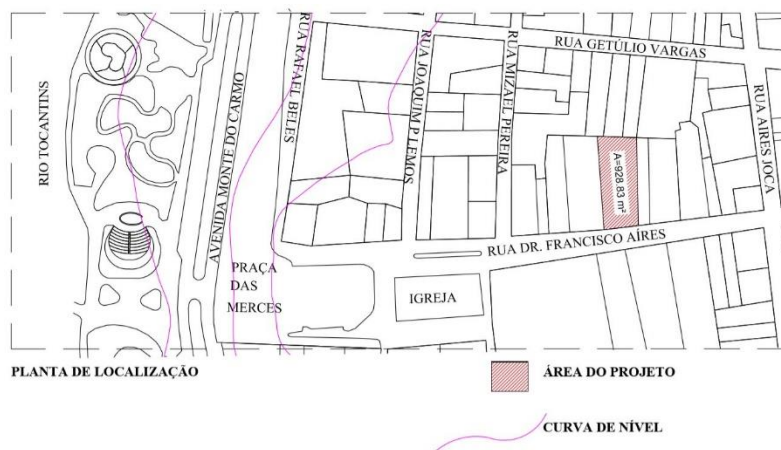 RIO TOCANTINS
AVENIDA MONTE DO CARMO
RUA RAFAEL BELES
RUA JOAQUIM P LEMOS
RUA MIZAEL PEREIRA
RUA GETÚLIO VARGAS
RUA AIRES JOCA
A=928.83 m²
RUA DR. FRANCISCO AÍRES
PRAÇA
DAS
MERCES
IGREJA
PLANTA DE LOCALIZAÇÃO
ÁREA DO PROJETO
CURVA DE NÍVEL